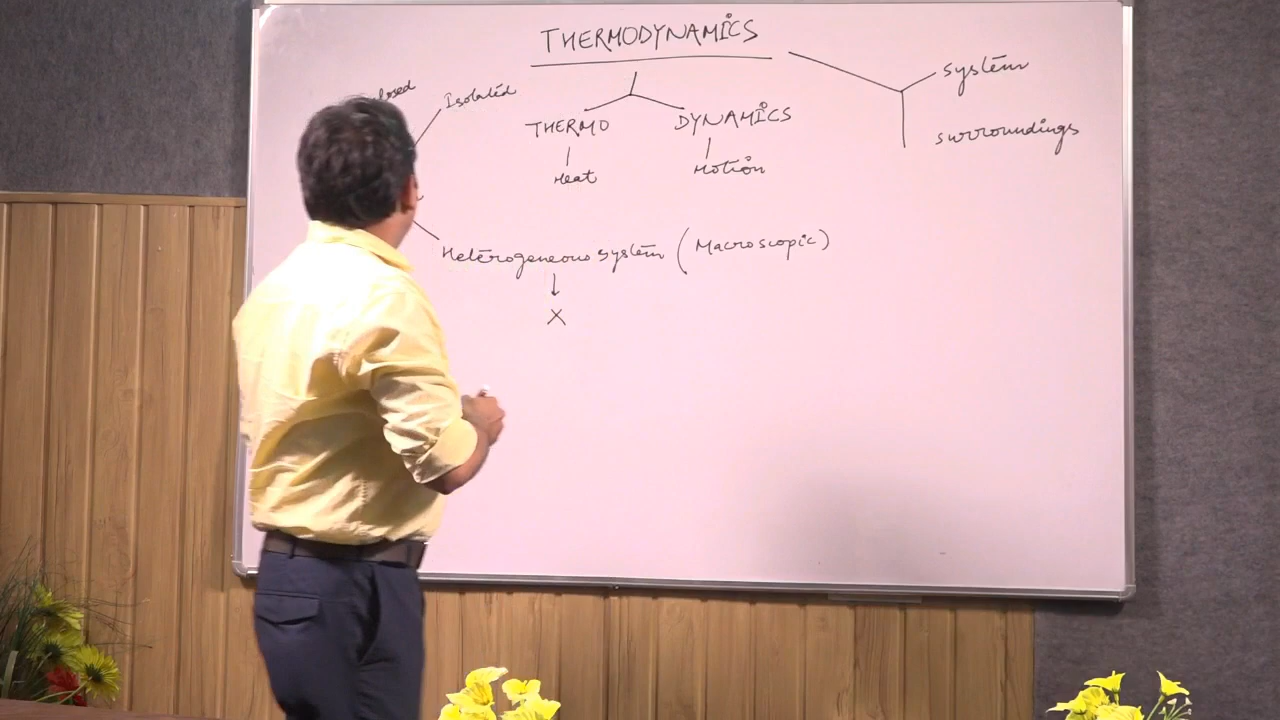 THERMODYNAMICS
system
Isolated
THERMO DYNAMICS
surroundings
Heat Motion
Heterogeneous system (Macroscopic)
X